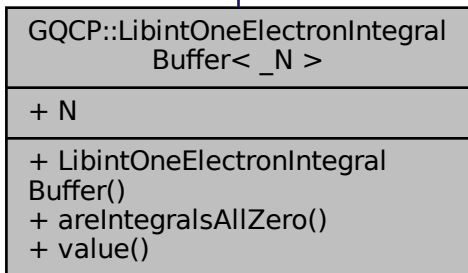 GQCP::LibintOneElectronIntegral
Buffer< _N >
+ N
+ LibintOneElectronIntegral
Buffer()
+ areIntegralsAllZero()
+ value()